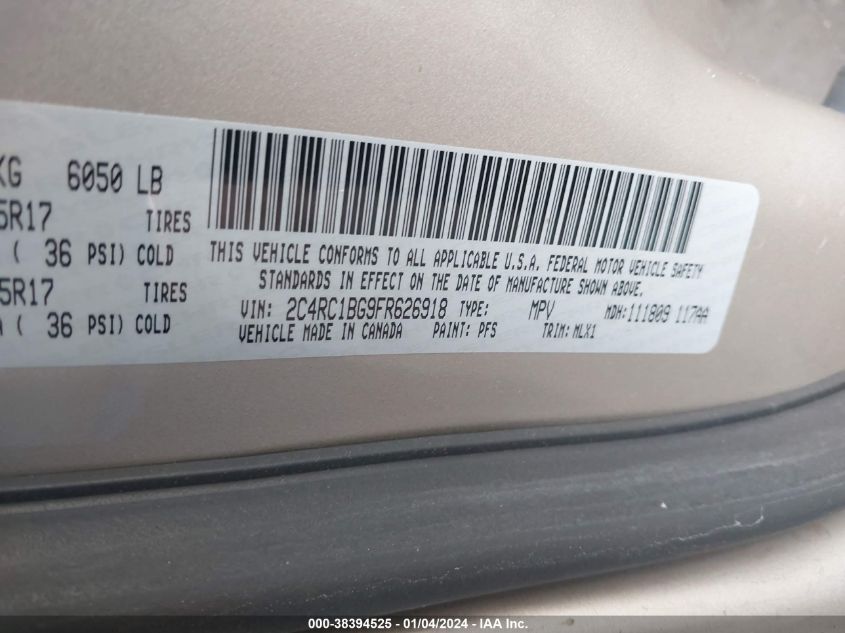 KG 6050 LB
5R17 TIRES
( 36 PSI) COLD
5R17 TIRES
( 36 PSI) COLD
THIS VEHICLE CONFORMS TO ALL APPLICABLE U.S.A. FEDERAL MOTOR VEHICLE SAFETY
STANDARDS IN EFFECT ON THE DATE OF MANUFACTURE SHOWN ABOVE.
VIN: 2C4RC1BG9FR626918 TYPE: MPV MDH: 111809 117AA
VEHICLE MADE IN CANADA PAINT: PFS TRIM: MLX1
000-38394525 - 01/04/2024 - IAA Inc.